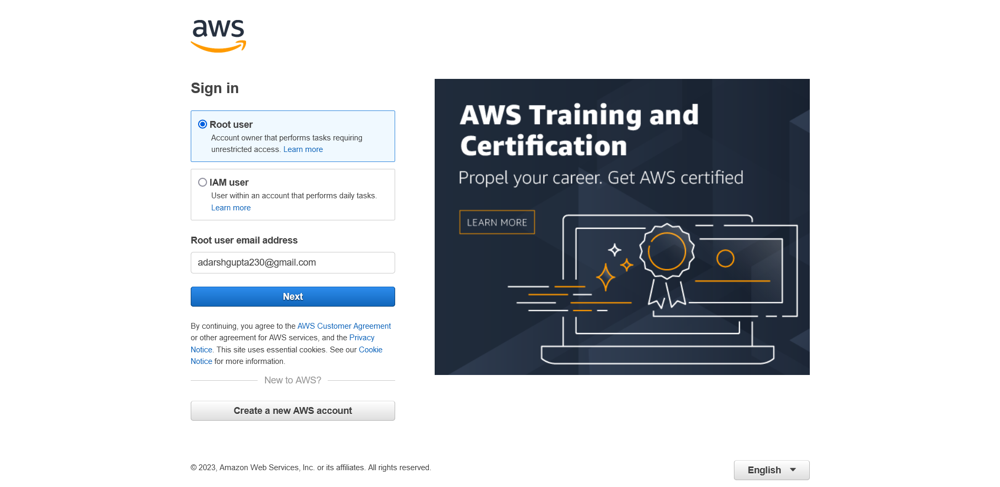 aws
Sign in
Root user
Account owner that performs tasks requiring
unrestricted access. Learn more
IAM user
User within an account that performs daily tasks.
Learn more
Root user email address
adarshgupta230@gmail.com
Next
By continuing, you agree to the AWS Customer Agreement
or other agreement for AWS services, and the Privacy
Notice. This site uses essential cookies. See our Cookie
Notice for more information.
New to AWS?
Create a new AWS account
AWS Training and
Certification
Propel your career. Get AWS certified
LEARN MORE
© 2023, Amazon Web Services, Inc. or its affiliates. All rights reserved.
English